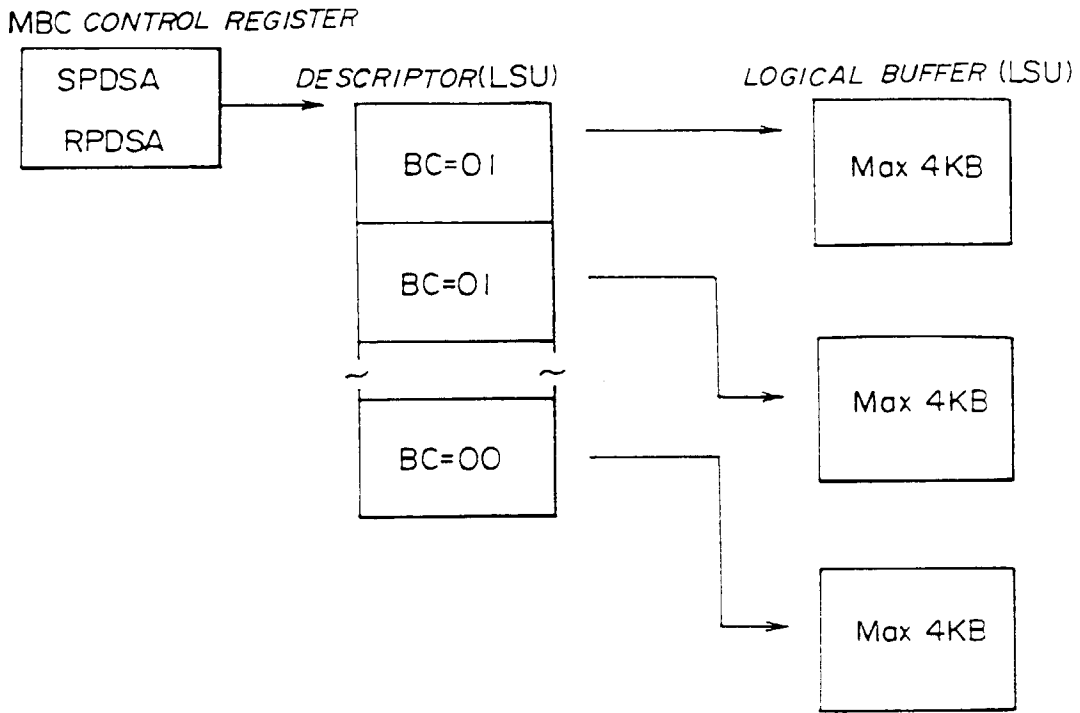 MBC CONTROL REGISTER
SPDSA
RPDSA
DESCRIPTOR(LSU)
BC=01
BC=01
~ ~
BC=00
LOGICAL BUFFER (LSU)
Max 4KB
Max 4KB
Max 4KB